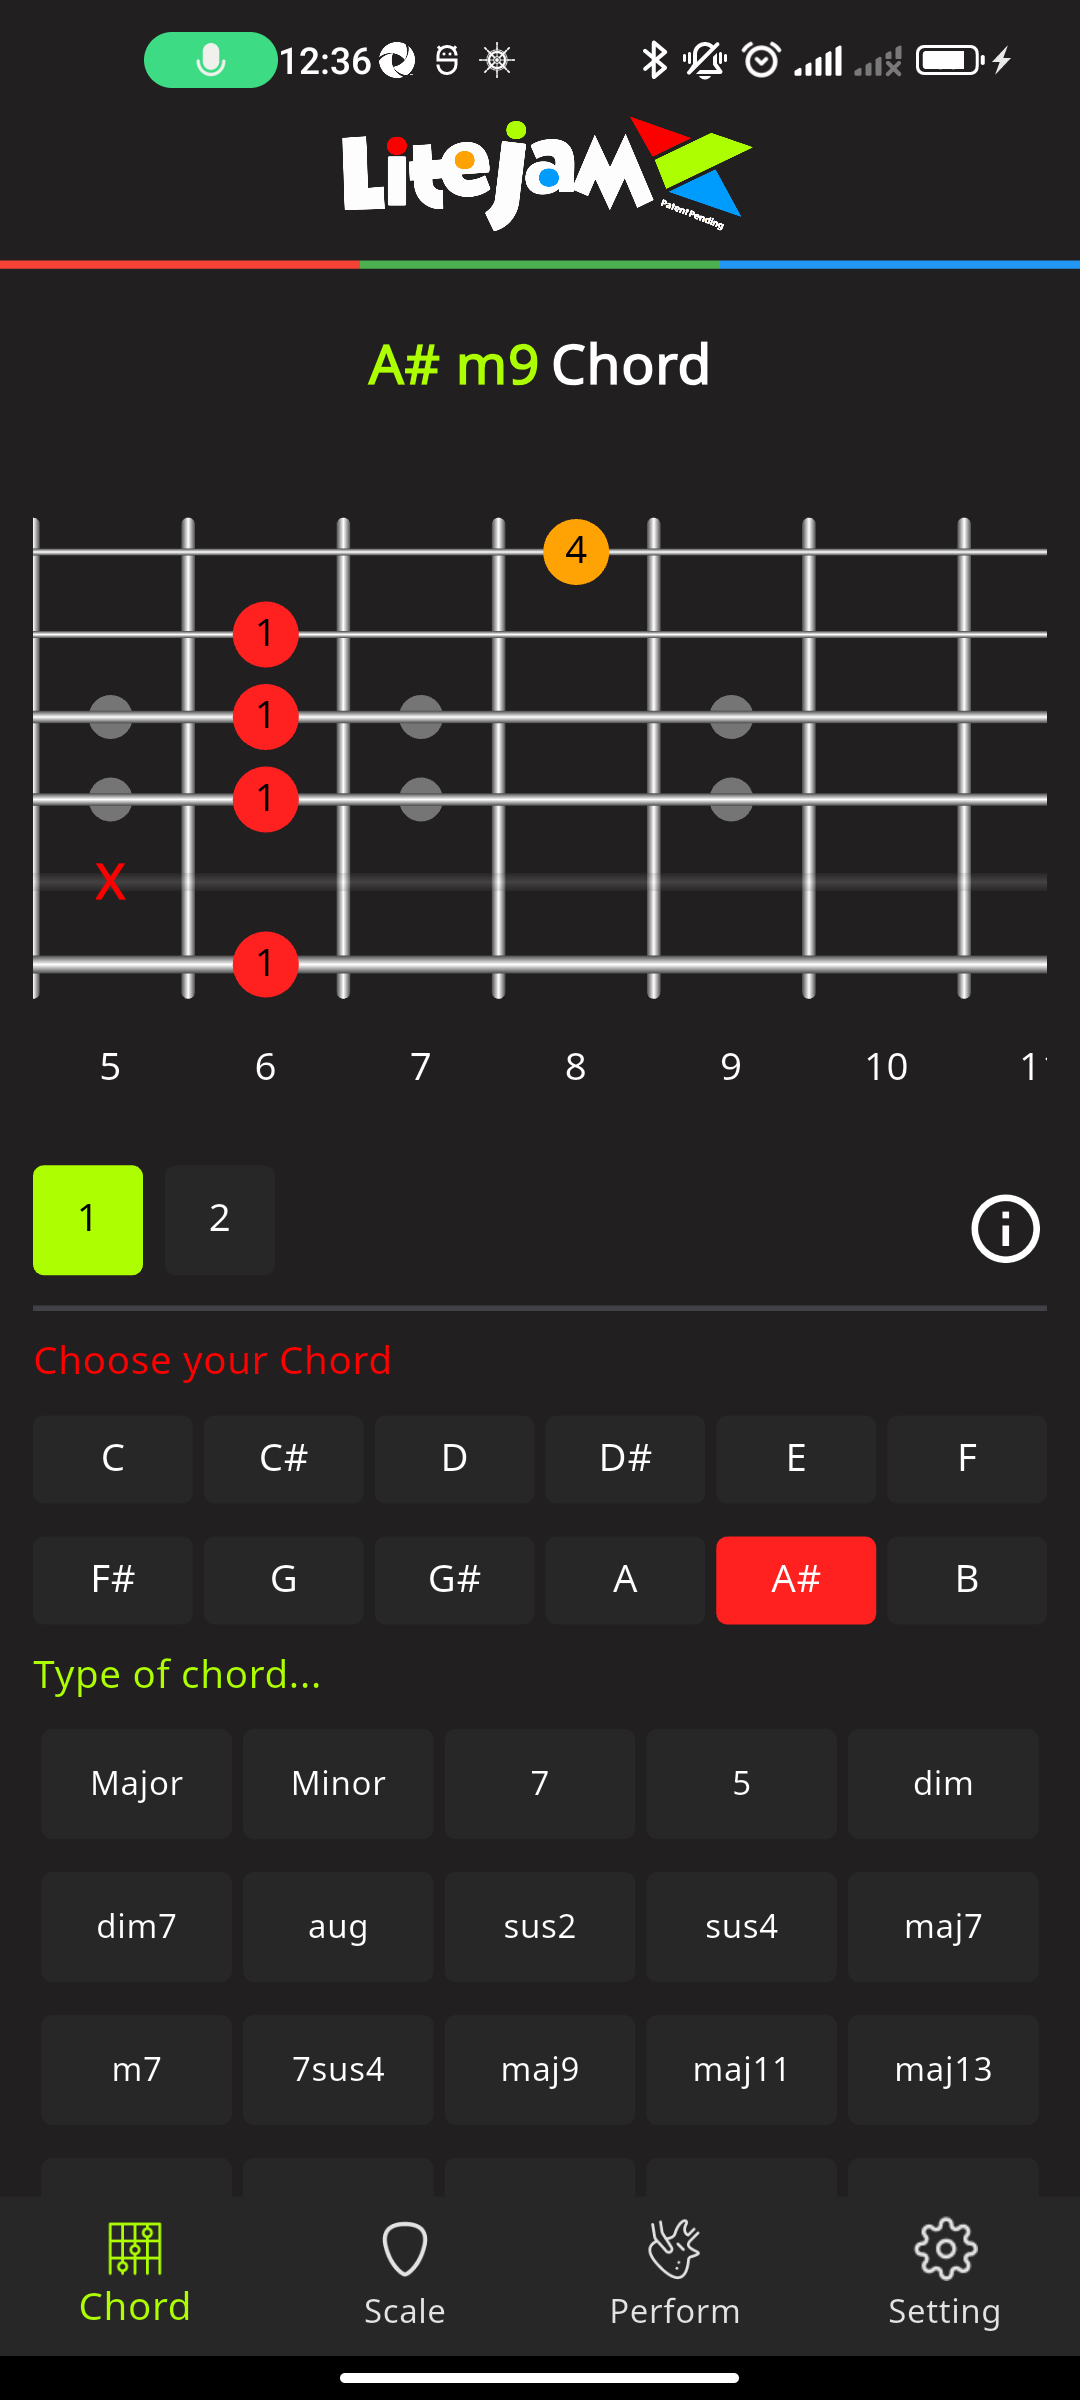 12:36
LiteJam
Patent Pending
A# m9 Chord
4
1
1
1
X
1
5 6 7 8 9 10
1 2
Choose your Chord
C C# D D# E F
F# G G# A A# B
Type of chord...
Major Minor 7 5 dim
dim7 aug sus2 sus4 maj7
m7 7sus4 maj9 maj11 maj13
Chord Scale Perform Setting